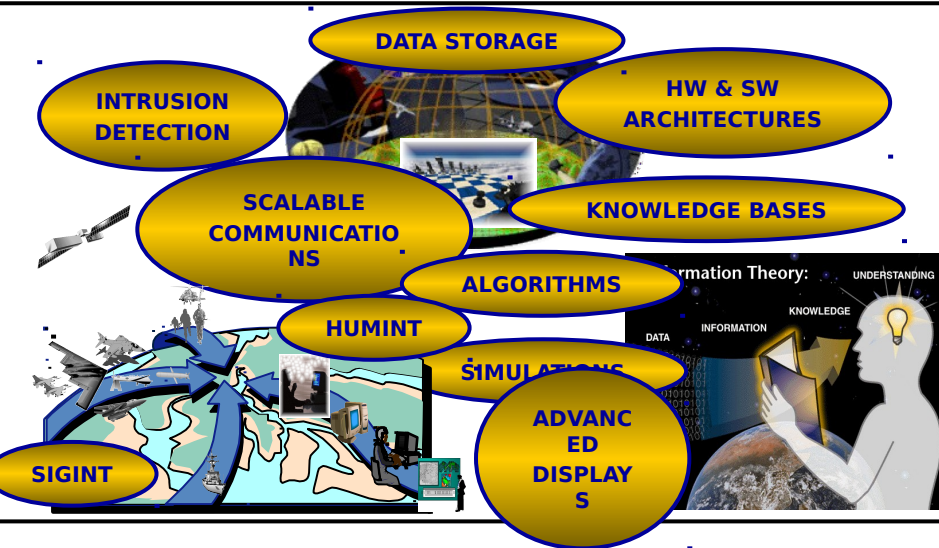 DATA STORAGE
INTRUSION
DETECTION
HW & SW
ARCHITECTURES
SCALABLE
COMMUNICATIO
NS
KNOWLEDGE BASES
ALGORITHMS
rmation Theory:
UNDERSTANDING
KNOWLEDGE
INFORMATION
DATA
HUMINT
SIMULATIONS
ADVANC
ED
DISPLAY
S
SIGINT